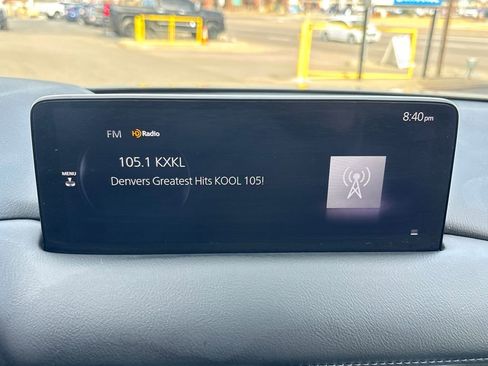 8:40pm
FM HD Radio
105.1 KXKL
MENU
Denvers Greatest Hits KOOL 105!